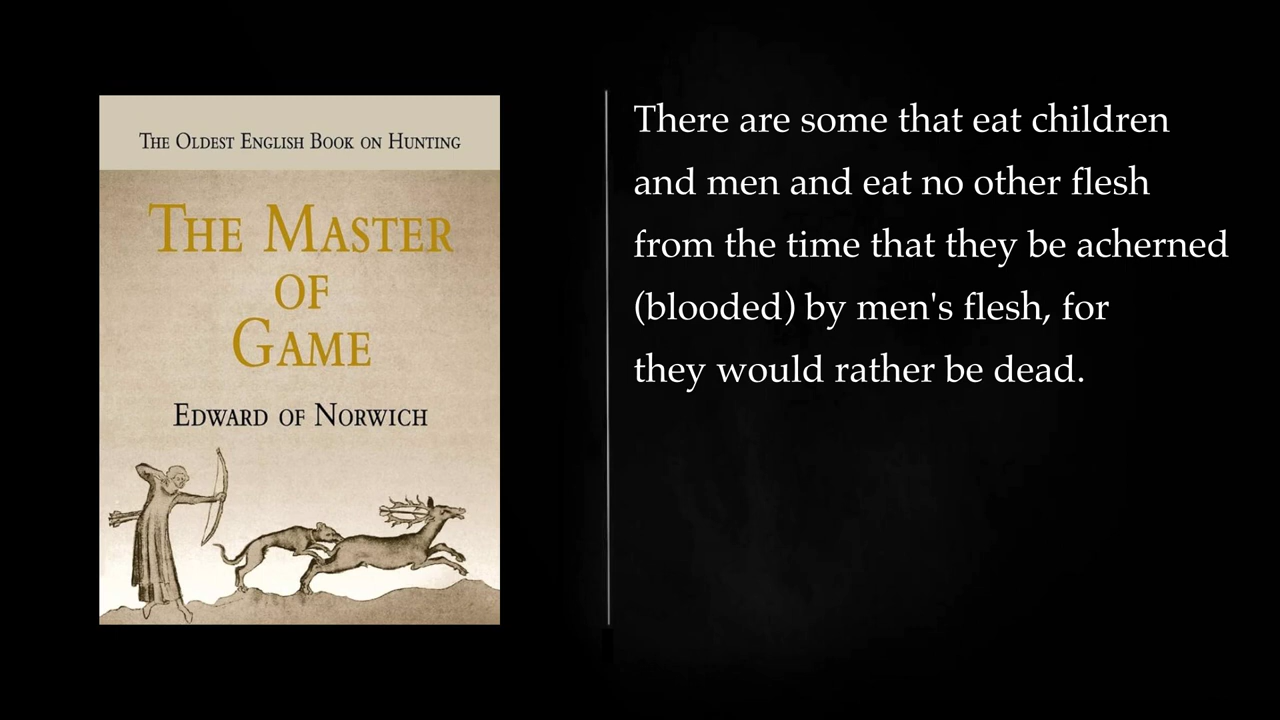 THE OLDEST ENGLISH BOOK ON HUNTING
THE MASTER
OF
GAME
EDWARD OF NORWICH
There are some that eat children
and men and eat no other flesh
from the time that they be acherned
(blooded) by men's flesh, for
they would rather be dead.